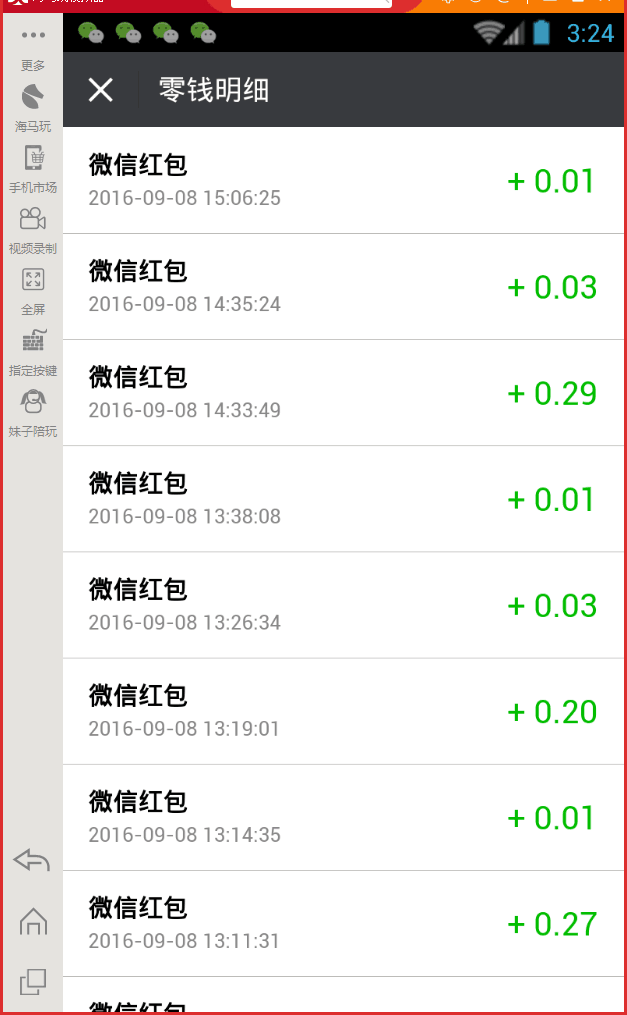 3:24
更多
海马玩
手机市场
视频录制
全屏
指定按键
妹子陪玩
零钱明细
微信红包
+ 0.01
2016-09-08 15:06:25
微信红包
+ 0.03
2016-09-08 14:35:24
微信红包
+ 0.29
2016-09-08 14:33:49
微信红包
+ 0.01
2016-09-08 13:38:08
微信红包
+ 0.03
2016-09-08 13:26:34
微信红包
+ 0.20
2016-09-08 13:19:01
微信红包
+ 0.01
2016-09-08 13:14:35
微信红包
+ 0.27
2016-09-08 13:11:31
微信红包